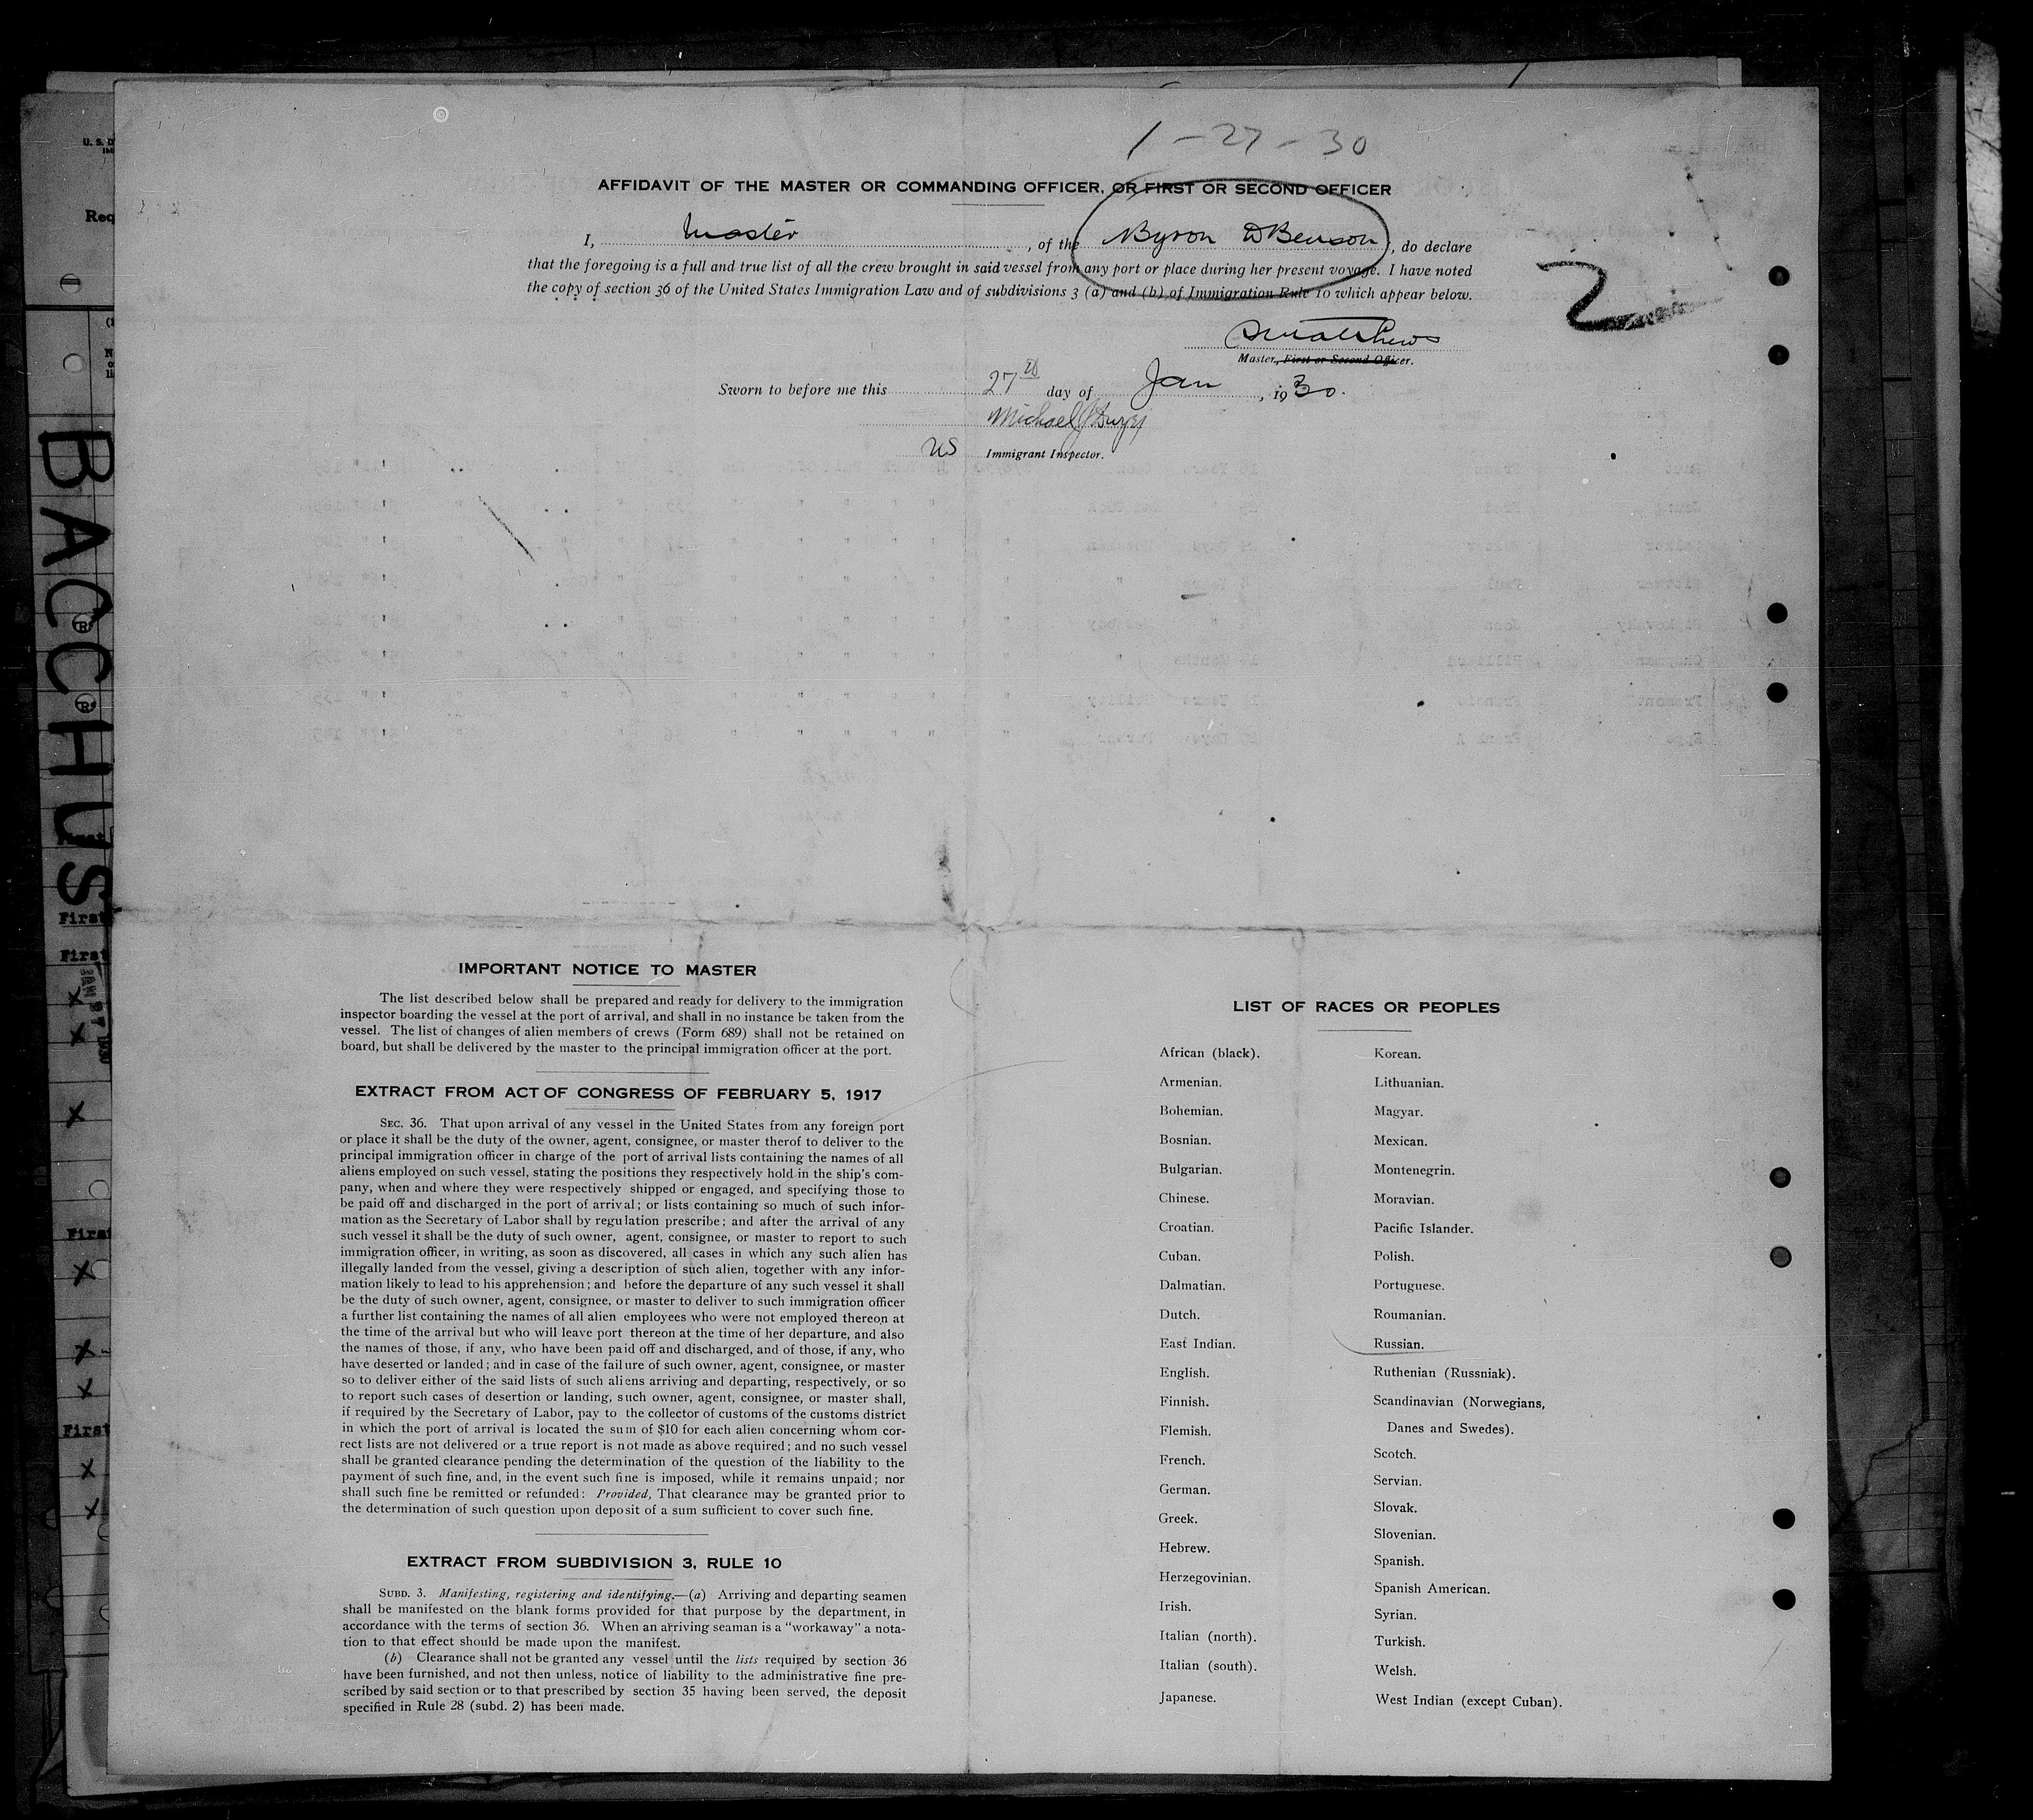 1-27-30
AFFIDAVIT OF THE MASTER OR COMMANDING OFFICER, OR FIRST OR SECOND OFFICER
I, Master, of the Byron D Benson, do declare
that the foregoing is a full and true list of all the crew brought in said vessel from any port or place during her present voyage. I have noted
the copy of section 36 of the United States Immigration Law and of subdivisions 3 (a) and (b) of Immigration Rule 10 which appear below.
2
Master, First or Second Officer.
Sworn to before me this 27 day of Jan, 1930.
Michael J
US Immigrant Inspector.
BACCHUS
U. S. D
IM
Req
First
First
First
First
JAN 27 1930
IMPORTANT NOTICE TO MASTER
The list described below shall be prepared and ready for delivery to the immigration
inspector boarding the vessel at the port of arrival, and shall in no instance be taken from the
vessel. The list of changes of alien members of crews (Form 689) shall not be retained on
board, but shall be delivered by the master to the principal immigration officer at the port.
EXTRACT FROM ACT OF CONGRESS OF FEBRUARY 5, 1917
SEC. 36. That upon arrival of any vessel in the United States from any foreign port
or place it shall be the duty of the owner, agent, consignee, or master therof to deliver to the
principal immigration officer in charge of the port of arrival lists containing the names of all
aliens employed on such vessel, stating the positions they respectively hold in the ship's com-
pany, when and where they were respectively shipped or engaged, and specifying those to
be paid off and discharged in the port of arrival; or lists containing so much of such infor-
mation as the Secretary of Labor shall by regulation prescribe; and after the arrival of any
such vessel it shall be the duty of such owner, agent, consignee, or master to report to such
immigration officer, in writing, as soon as discovered, all cases in which any such alien has
illegally landed from the vessel, giving a description of such alien, together with any infor-
mation likely to lead to his apprehension; and before the departure of any such vessel it shall
be the duty of such owner, agent, consignee, or master to deliver to such immigration officer
a further list containing the names of all alien employees who were not employed thereon at
the time of the arrival but who will leave port thereon at the time of her departure, and also
the names of those, if any, who have been paid off and discharged, and of those, if any, who
have deserted or landed; and in case of the failure of such owner, agent, consignee, or master
so to deliver either of the said lists of such aliens arriving and departing, respectively, or so
to report such cases of desertion or landing, such owner, agent, consignee, or master shall,
if required by the Secretary of Labor, pay to the collector of customs of the customs district
in which the port of arrival is located the sum of $10 for each alien concerning whom cor-
rect lists are not delivered or a true report is not made as above required; and no such vessel
shall be granted clearance pending the determination of the question of the liability to the
payment of such fine, and, in the event such fine is imposed, while it remains unpaid; nor
shall such fine be remitted or refunded: Provided, That clearance may be granted prior to
the determination of such question upon deposit of a sum sufficient to cover such fine.
EXTRACT FROM SUBDIVISION 3, RULE 10
SUBD. 3. Manifesting, registering and identifying.—(a) Arriving and departing seamen
shall be manifested on the blank forms provided for that purpose by the department, in
accordance with the terms of section 36. When an arriving seaman is a "workaway" a nota-
tion to that effect should be made upon the manifest.
(b) Clearance shall not be granted any vessel until the lists required by section 36
have been furnished, and not then unless, notice of liability to the administrative fine pre-
scribed by said section or to that prescribed by section 35 having been served, the deposit
specified in Rule 28 (subd. 2) has been made.
LIST OF RACES OR PEOPLES
African (black).
Armenian.
Bohemian.
Bosnian.
Bulgarian.
Chinese.
Croatian.
Cuban.
Dalmatian.
Dutch.
East Indian.
English.
Finnish.
Flemish.
French.
German.
Greek.
Hebrew.
Herzegovinian.
Irish.
Italian (north).
Italian (south).
Japanese.
Korean.
Lithuanian.
Magyar.
Mexican.
Montenegrin.
Moravian.
Pacific Islander.
Polish.
Portuguese.
Roumanian.
Russian.
Ruthenian (Russniak).
Scandinavian (Norwegians,
Danes and Swedes).
Scotch.
Servian.
Slovak.
Slovenian.
Spanish.
Spanish American.
Syrian.
Turkish.
Welsh.
West Indian (except Cuban).